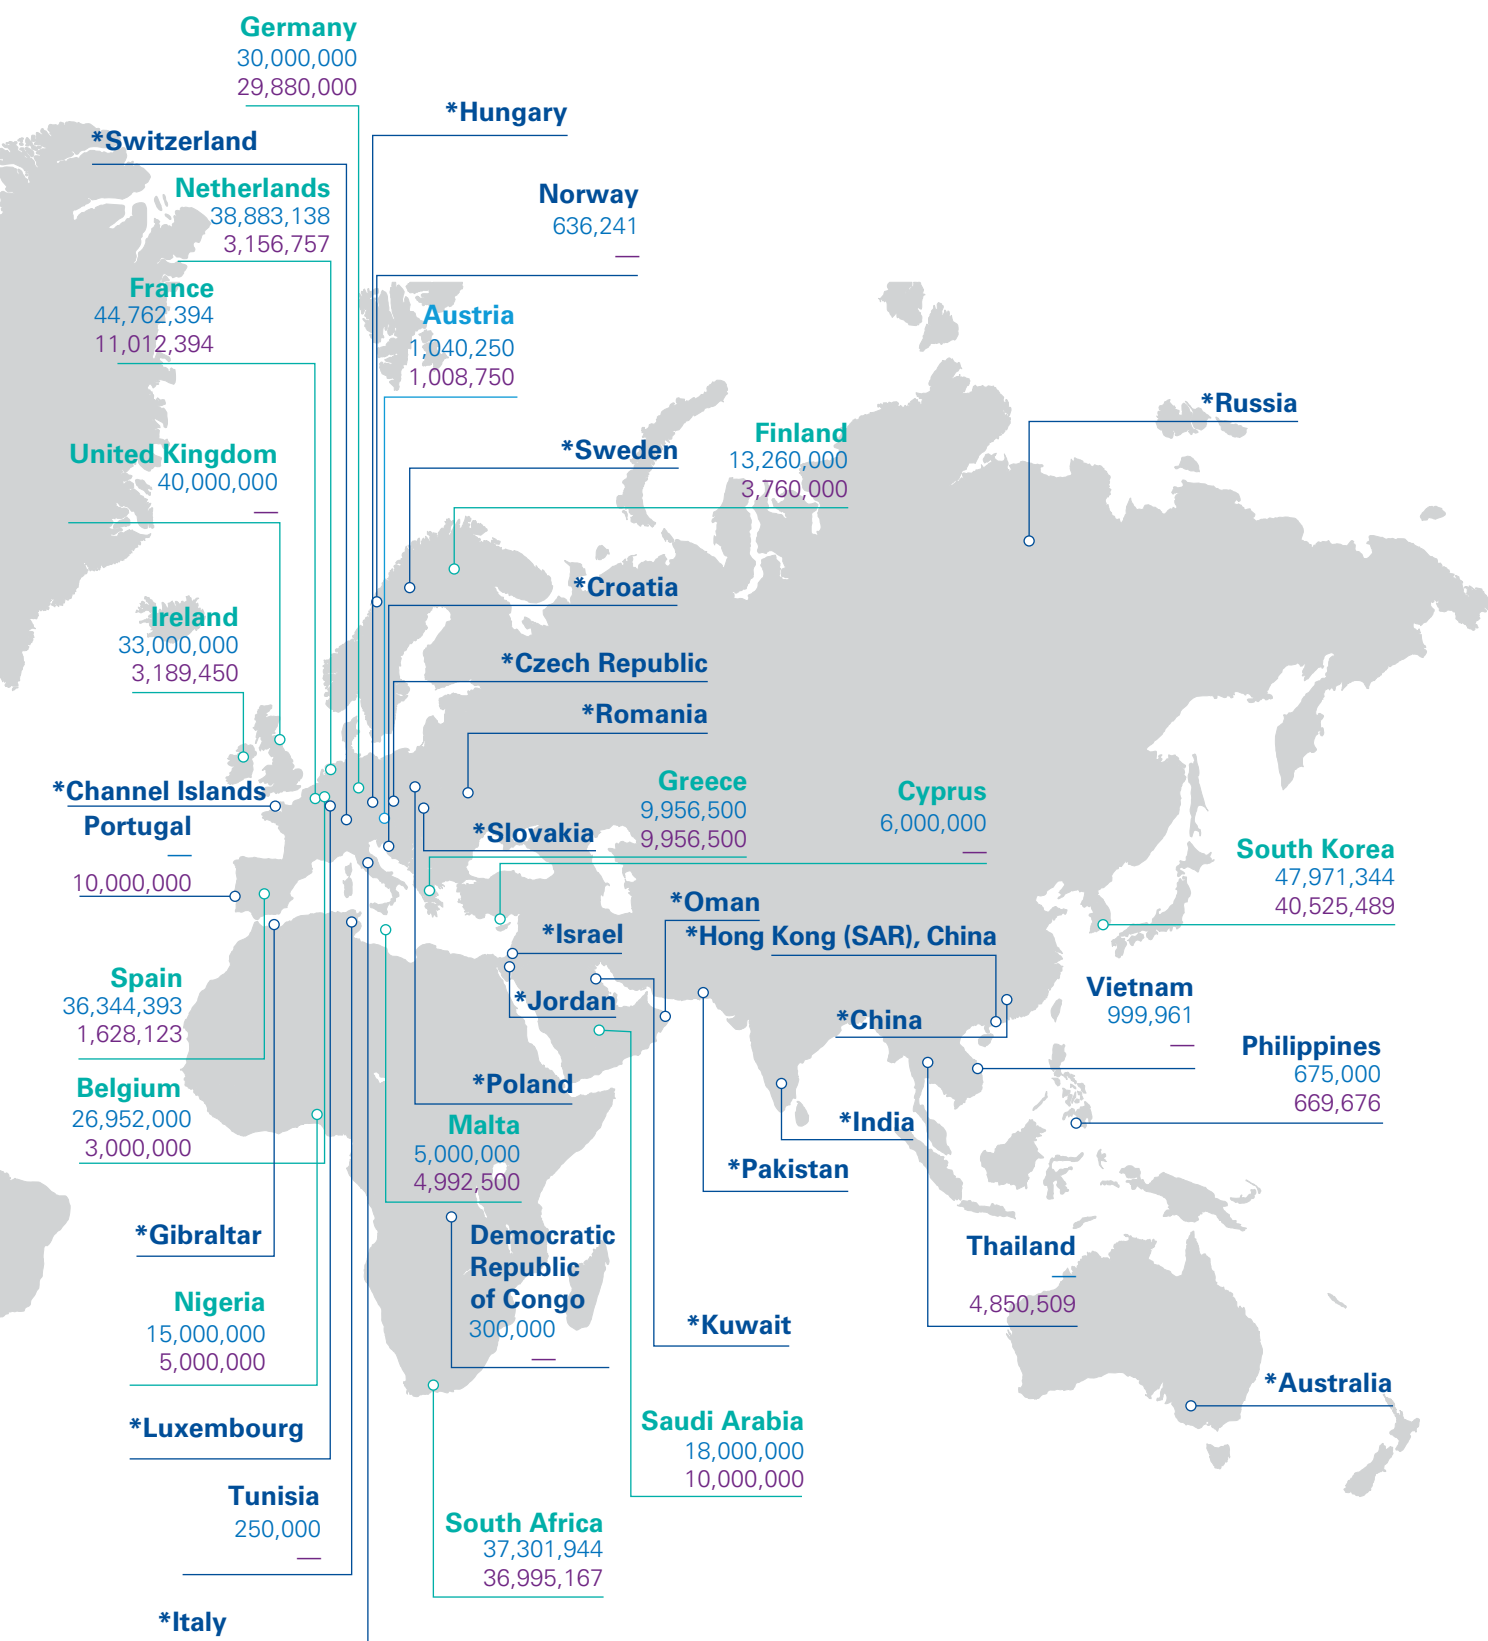 Germany
30,000,000
29,880,000
*Hungary
*Switzerland
Netherlands
38,883,138
3,156,757
Norway
636,241
—
France
44,762,394
11,012,394
Austria
1,040,250
1,008,750
*Russia
United Kingdom
40,000,000
—
*Sweden
Finland
13,260,000
3,760,000
*Croatia
Ireland
33,000,000
3,189,450
*Czech Republic
*Romania
*Channel Islands
Portugal
—
10,000,000
*Slovakia
Greece
9,956,500
9,956,500
Cyprus
6,000,000
—
South Korea
47,971,344
40,525,489
*Oman
*Israel
*Hong Kong (SAR), China
*Jordan
*China
Vietnam
999,961
—
Spain
36,344,393
1,628,123
Philippines
675,000
669,676
Belgium
26,952,000
3,000,000
*Poland
Malta
5,000,000
4,992,500
*India
*Pakistan
*Gibraltar
Democratic
Republic
of Congo
300,000
—
Thailand
—
4,850,509
Nigeria
15,000,000
5,000,000
*Kuwait
*Australia
*Luxembourg
Saudi Arabia
18,000,000
10,000,000
Tunisia
250,000
—
South Africa
37,301,944
36,995,167
*Italy